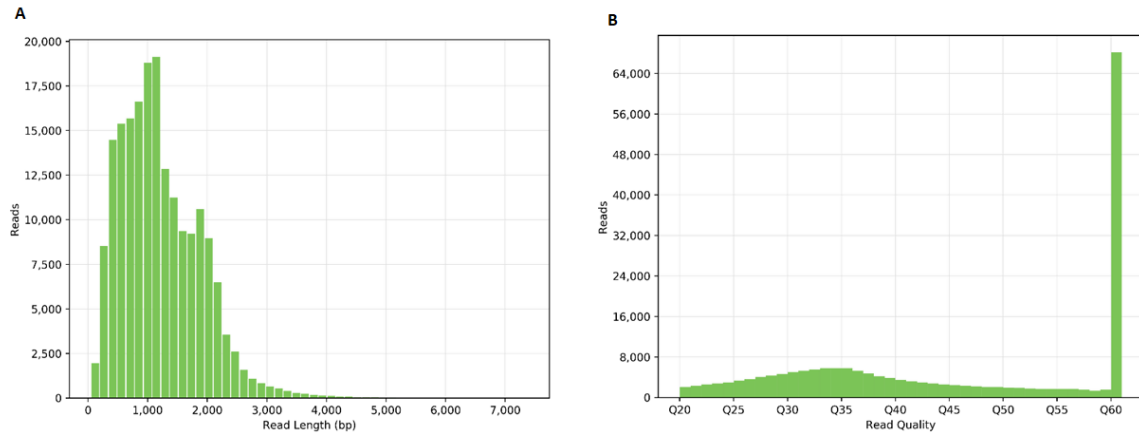 A
20,000
17,500
15,000
12,500
10,000
7,500
5,000
2,500
0
Reads
0 1,000 2,000 3,000 4,000 5,000 6,000 7,000
Read Length (bp)
B
64,000
56,000
48,000
40,000
32,000
24,000
16,000
8,000
0
Reads
Q20 Q25 Q30 Q35 Q40 Q45 Q50 Q55 Q60
Read Quality